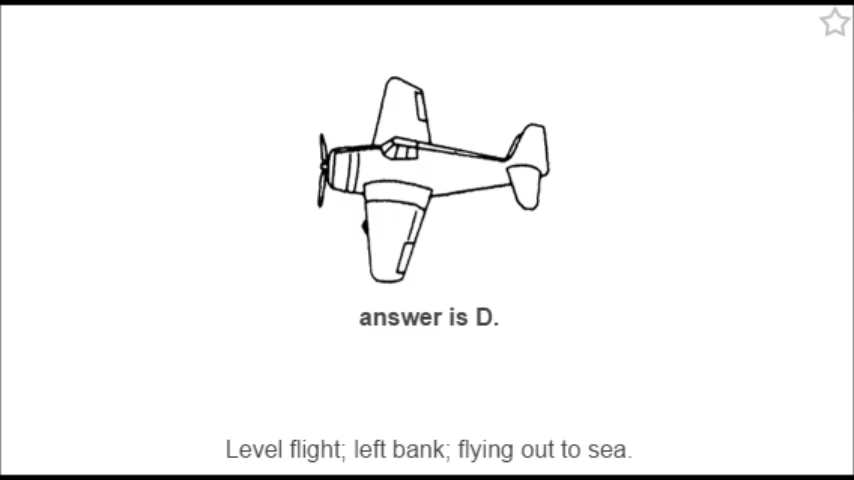 answer is D.
Level flight; left bank; flying out to sea.